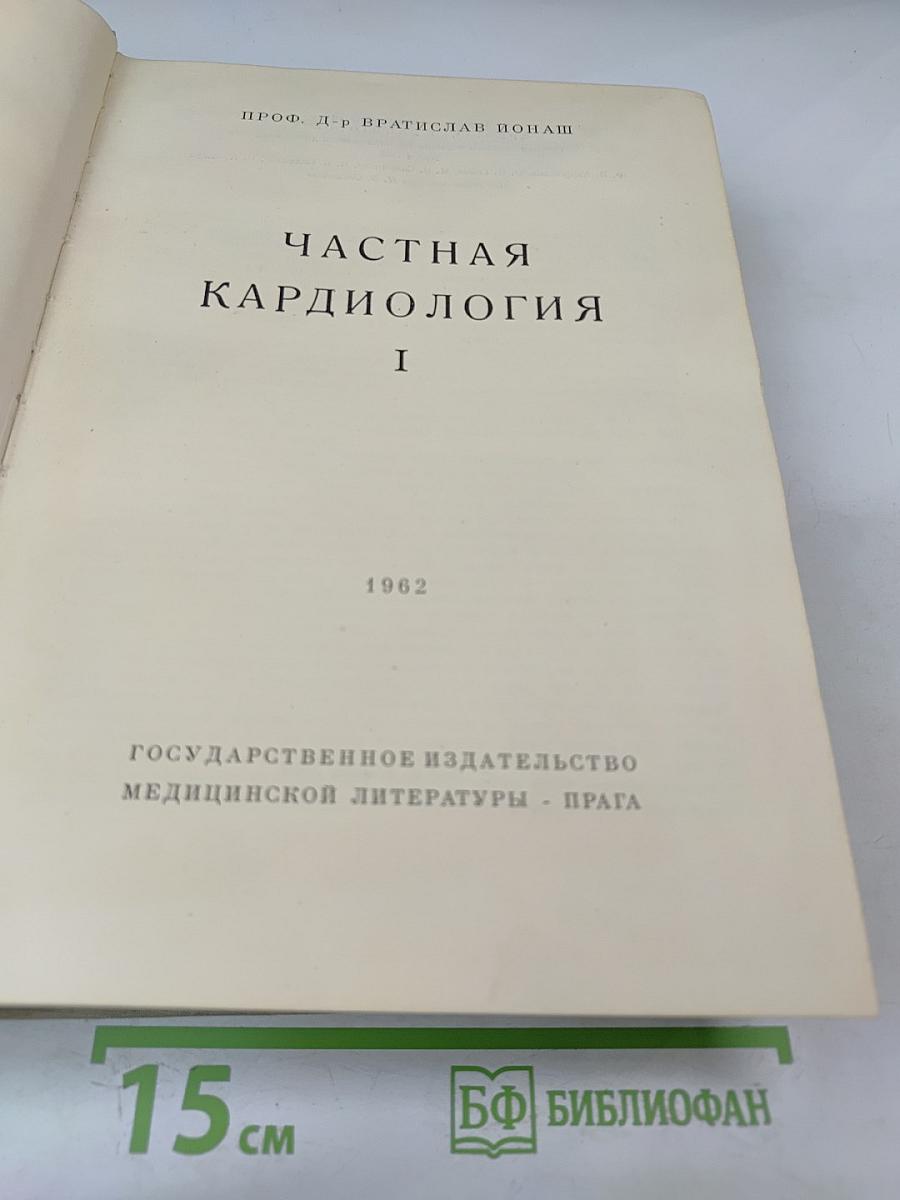 ПРОФ. Д-р ВРАТИСЛАВ ЙОНАШ
ЧАСТНАЯ
КАРДИОЛОГИЯ
I
1962
ГОСУДАРСТВЕННОЕ ИЗДАТЕЛЬСТВО
МЕДИЦИНСКОЙ ЛИТЕРАТУРЫ - ПРАГА
15 см
БФ БИБЛИОФАН